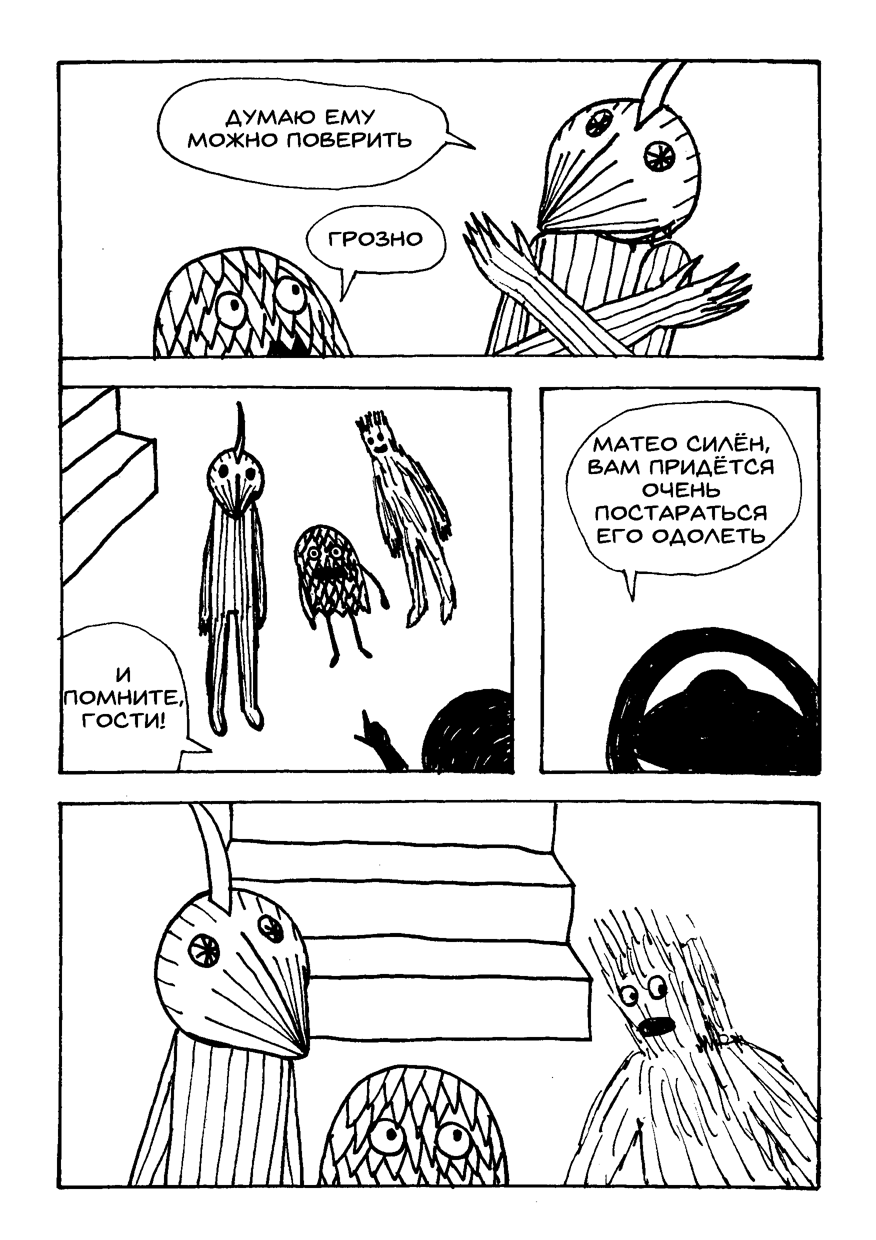 ДУМАЮ ЕМУ
МОЖНО ПОВЕРИТЬ
ГРОЗНО
И
ПОМНИТЕ,
ГОСТИ!
МАТЕО СИЛЁН,
ВАМ ПРИДЁТСЯ
ОЧЕНЬ
ПОСТАРАТЬСЯ
ЕГО ОДОЛЕТЬ